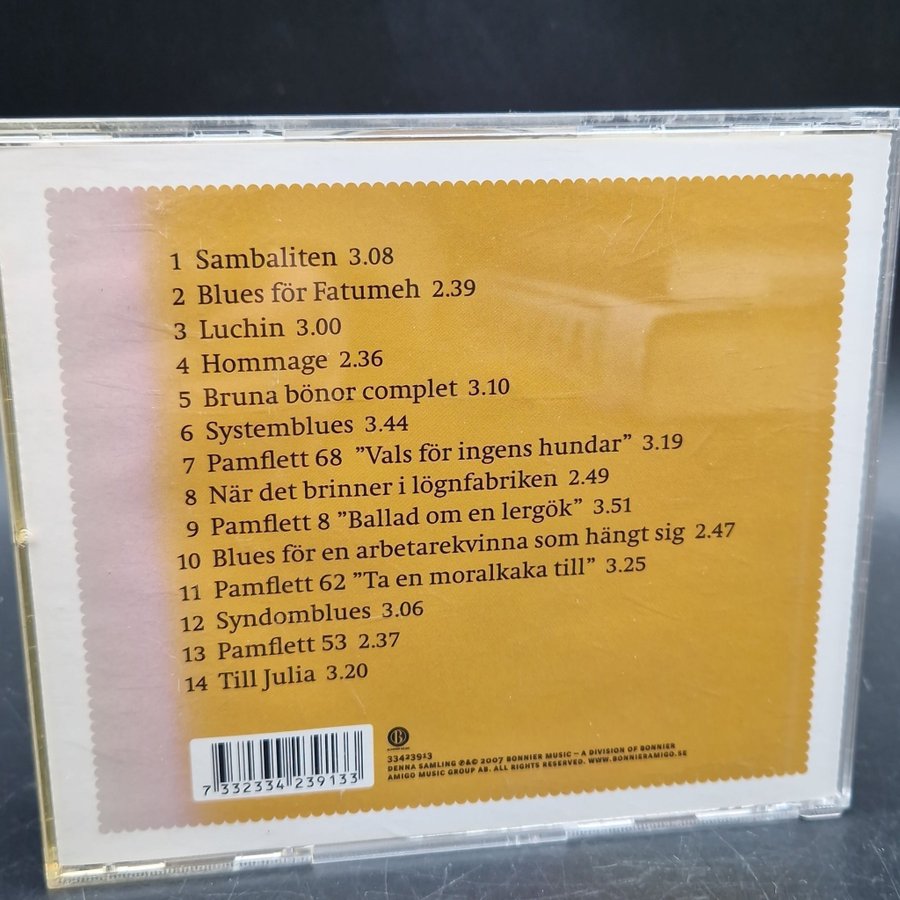 1 Sambaliten 3.08
2 Blues för Fatumeh 2.39
3 Luchin 3.00
4 Hommage 2.36
5 Bruna bönor complet 3.10
6 Systemblues 3.44
7 Pamflett 68 ”Vals för ingens hundar” 3.19
8 När det brinner i lögnfabriken 2.49
9 Pamflett 8 ”Ballad om en lergök” 3.51
10 Blues för en arbetarekvinna som hängt sig 2.47
11 Pamflett 62 ”Ta en moralkaka till” 3.25
12 Syndomblues 3.06
13 Pamflett 53 2.37
14 Till Julia 3.20
7 332334 239133
B
33423913
DENNA SAMLING ℗&© 2007 BONNIER MUSIC – A DIVISION OF BONNIER
AMIGO MUSIC GROUP AB. ALL RIGHTS RESERVED. WWW.BONNIERAMIGO.SE